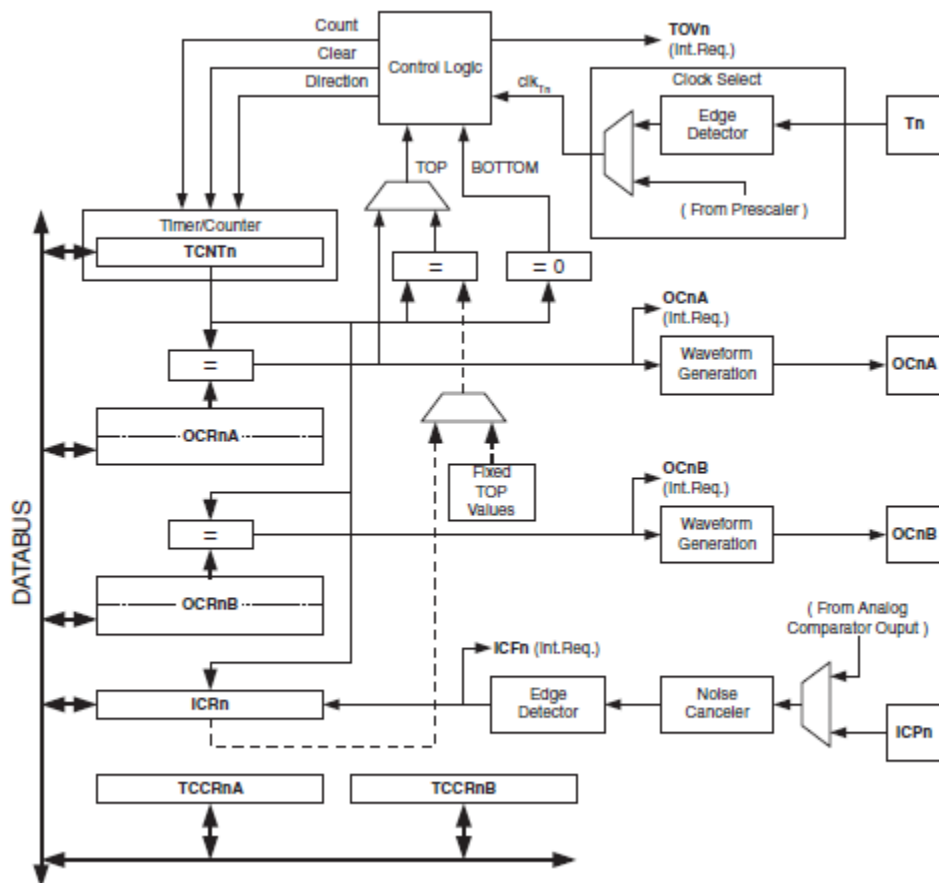 Count
Clear
Direction
Control Logic
TOVn
(Int.Req.)
clkTn
Clock Select
Edge
Detector
Tn
( From Prescaler )
TOP
BOTTOM
Timer/Counter
TCNTn
=
= 0
OCnA
(Int.Req.)
=
Waveform
Generation
OCnA
OCRnA
Fixed
TOP
Values
OCnB
(Int.Req.)
=
Waveform
Generation
OCnB
DATABUS
OCRnB
( From Analog
Comparator Ouput )
ICFn (Int.Req.)
ICRn
Edge
Detector
Noise
Canceler
ICPn
TCCRnA
TCCRnB